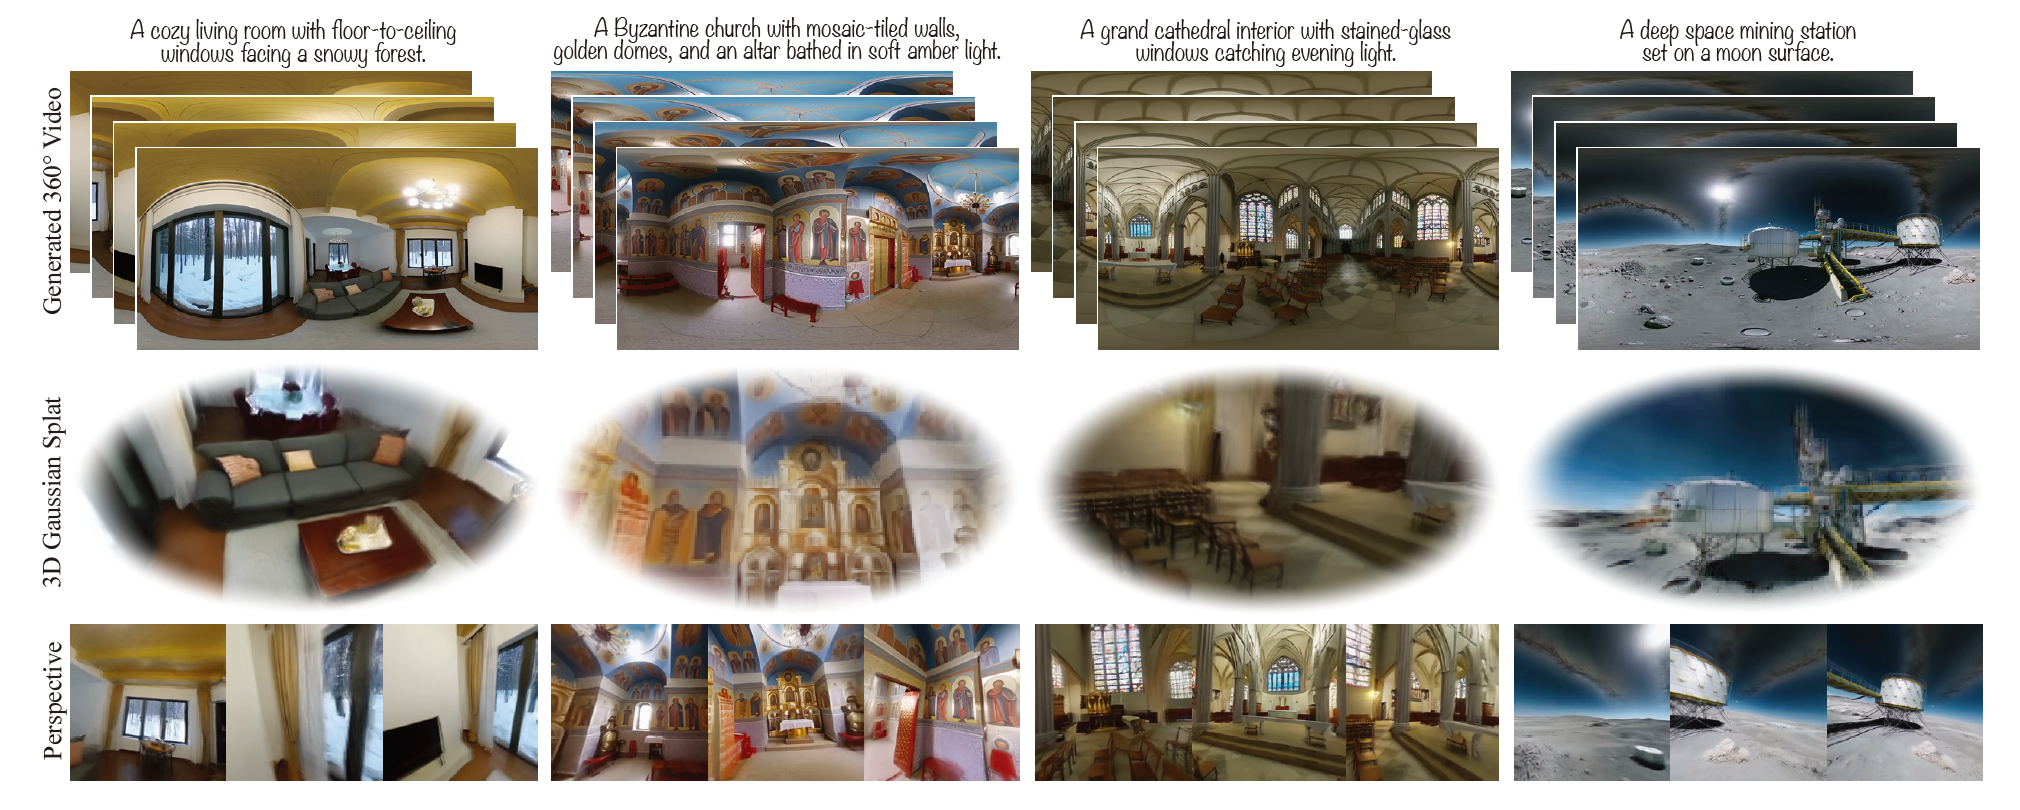 A cozy living room with floor-to-ceiling
windows facing a snowy forest.
A Byzantine church with mosaic-tiled walls,
golden domes, and an altar bathed in soft amber light.
A grand cathedral interior with stained-glass
windows catching evening light.
A deep space mining station
set on a moon surface.
Generated 360° Video
3D Gaussian Splat
Perspective